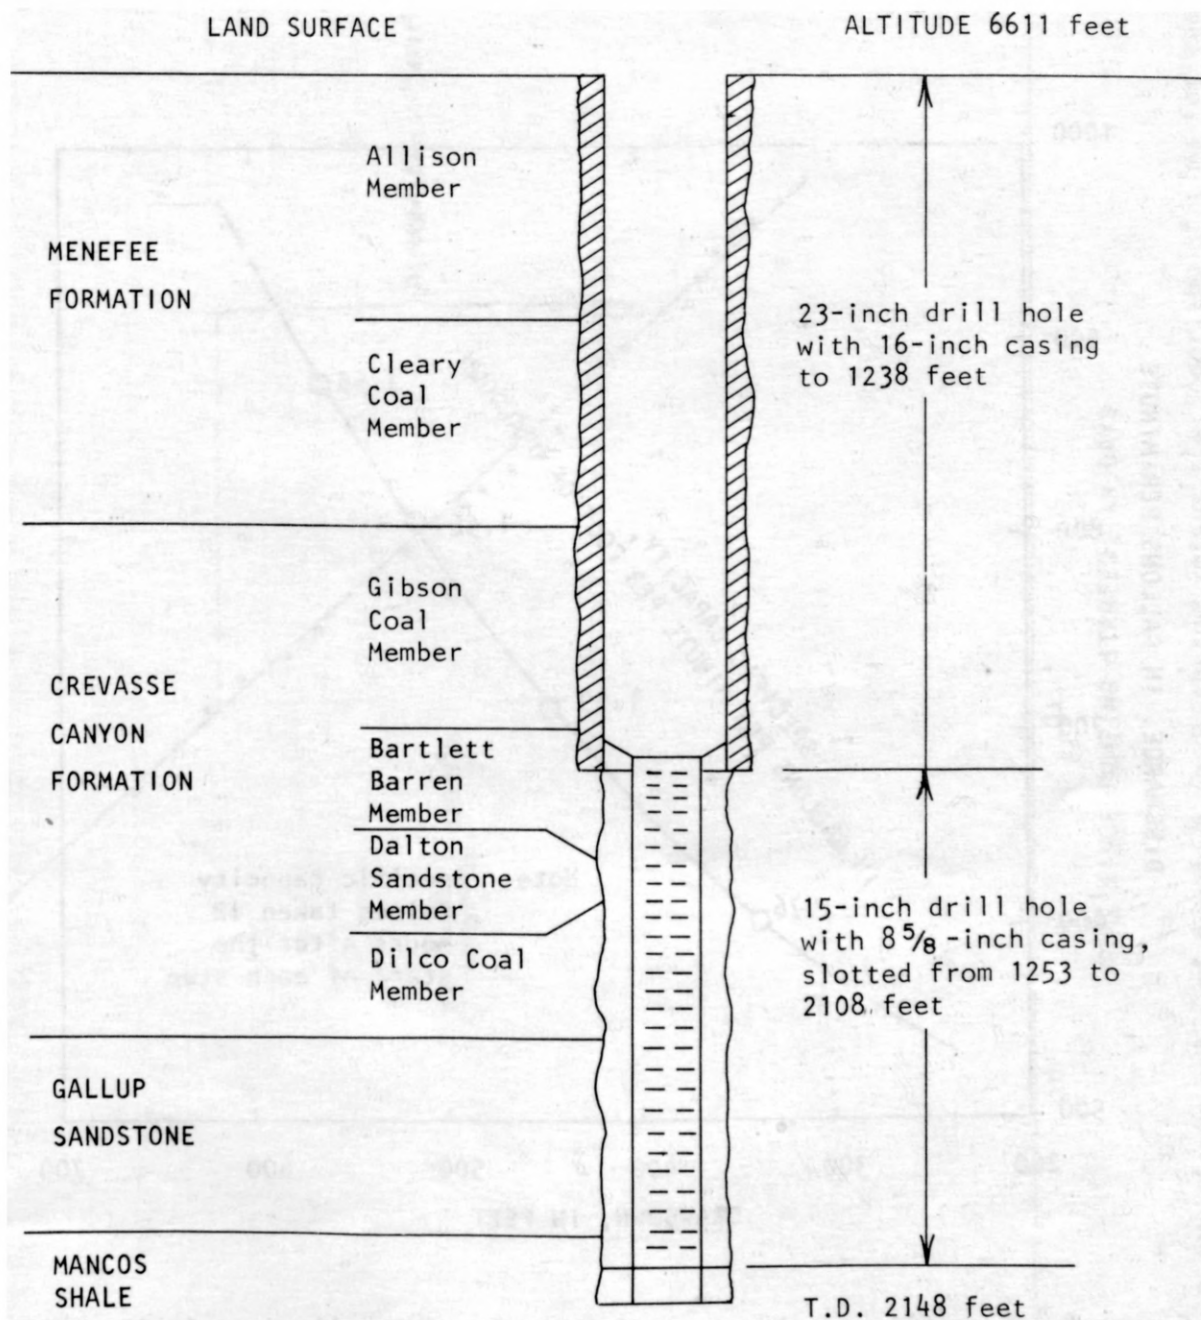 LAND SURFACE
ALTITUDE 6611 feet
Allison
Member
MENEFEE
FORMATION
Cleary
Coal
Member
23-inch drill hole
with 16-inch casing
to 1238 feet
Gibson
Coal
Member
CREVASSE
CANYON
FORMATION
Bartlett
Barren
Member
Dalton
Sandstone
Member
Dilco Coal
Member
15-inch drill hole
with 8 5/8 -inch casing,
slotted from 1253 to
2108 feet
GALLUP
SANDSTONE
MANCOS
SHALE
T.D. 2148 feet